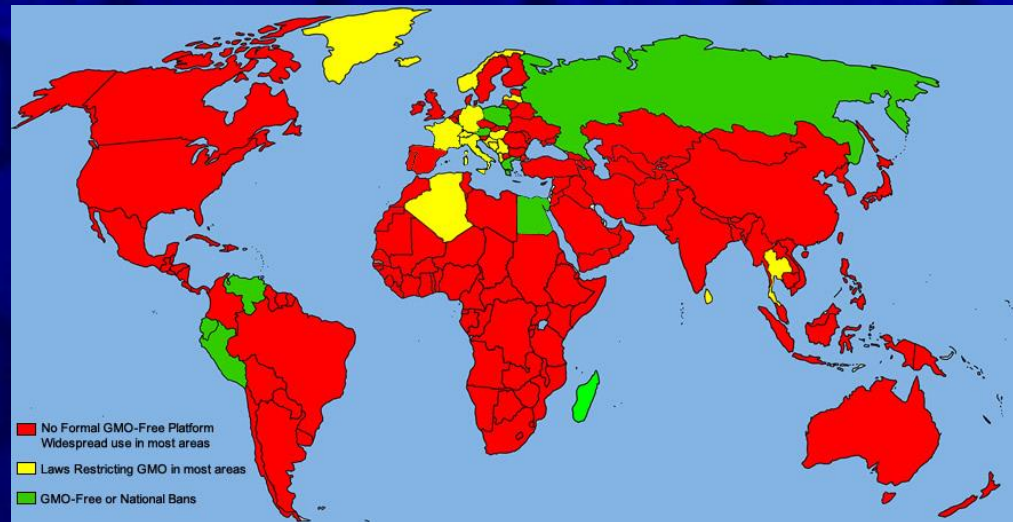 No Formal GMO-Free Platform
Widespread use in most areas
Laws Restricting GMO in most areas
GMO-Free or National Bans